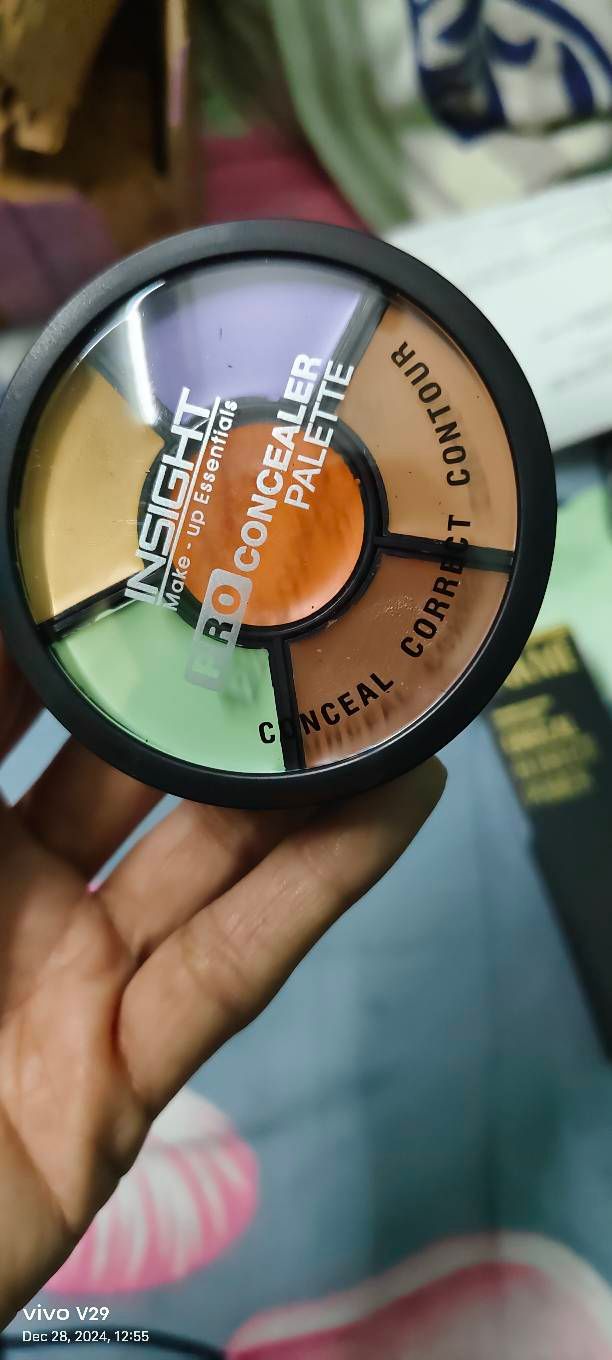 INSIGHT
Make-up Essentials
PRO CONCEALER
PALETTE
CONCEAL CORRECT CONTOUR
vivo V29
Dec 28, 2024, 12:55